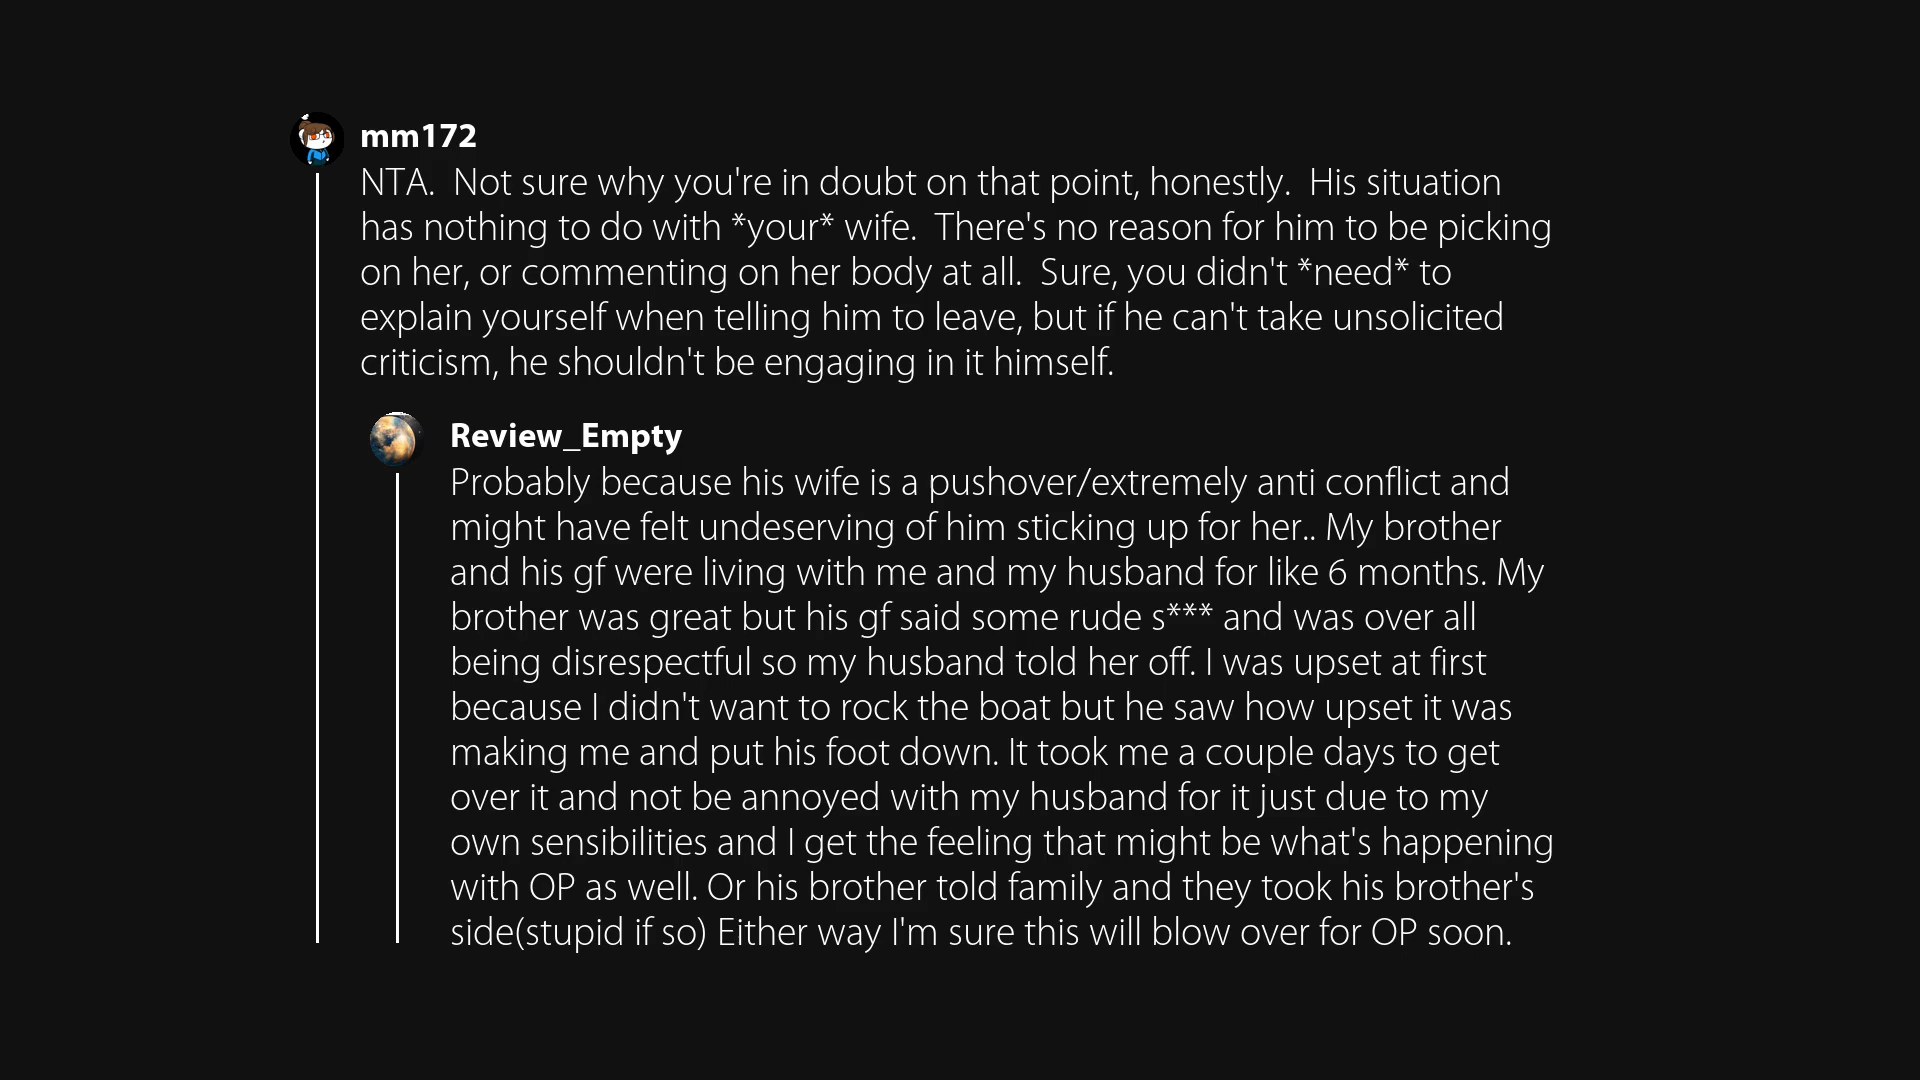 mm172
NTA.  Not sure why you're in doubt on that point, honestly.  His situation
has nothing to do with *your* wife.  There's no reason for him to be picking
on her, or commenting on her body at all.  Sure, you didn't *need* to
explain yourself when telling him to leave, but if he can't take unsolicited
criticism, he shouldn't be engaging in it himself.
Review_Empty
Probably because his wife is a pushover/extremely anti conflict and
might have felt undeserving of him sticking up for her.. My brother
and his gf were living with me and my husband for like 6 months. My
brother was great but his gf said some rude s*** and was over all
being disrespectful so my husband told her off. I was upset at first
because I didn't want to rock the boat but he saw how upset it was
making me and put his foot down. It took me a couple days to get
over it and not be annoyed with my husband for it just due to my
own sensibilities and I get the feeling that might be what's happening
with OP as well. Or his brother told family and they took his brother's
side(stupid if so) Either way I'm sure this will blow over for OP soon.